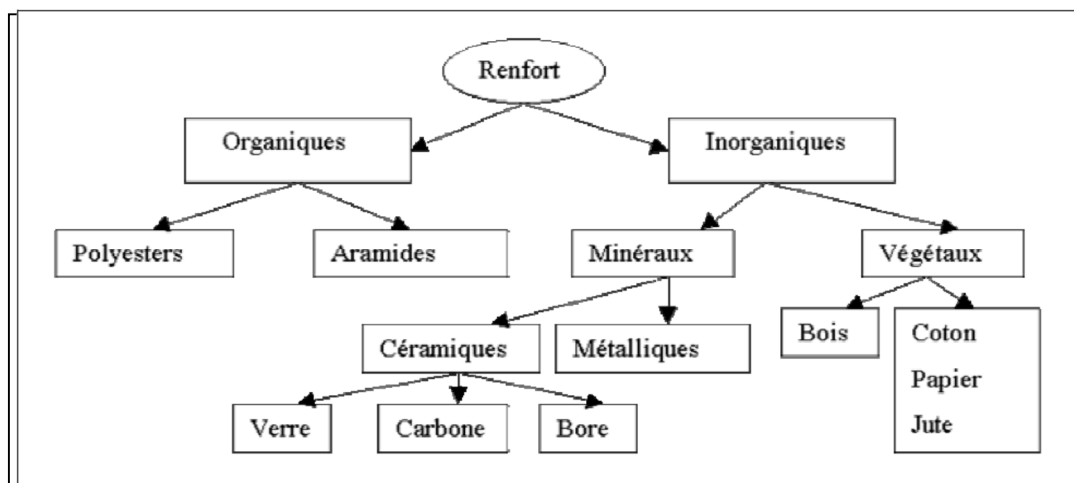 Renfort
Organiques
Inorganiques
Polyesters
Aramides
Minéraux
Végétaux
Céramiques
Métalliques
Bois
Coton
Papier
Jute
Verre
Carbone
Bore